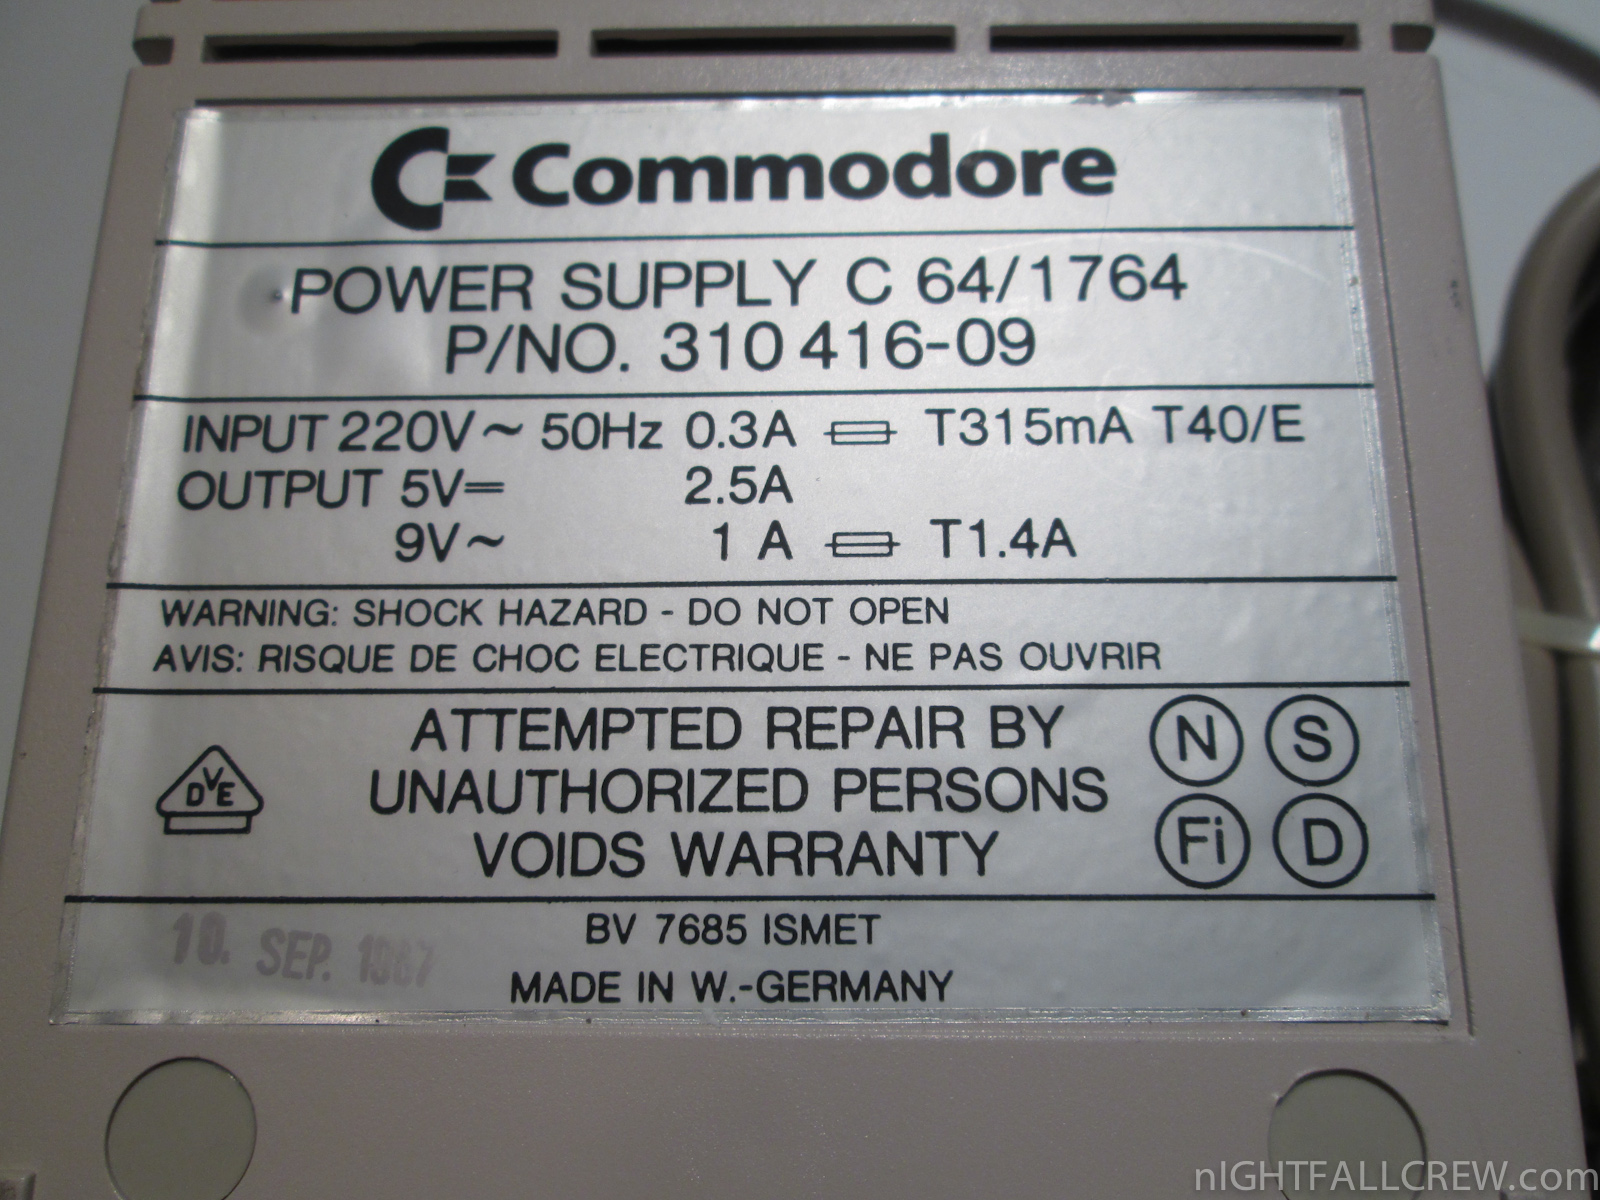 Commodore
POWER SUPPLY C 64/1764
P/NO. 310 416-09
INPUT 220V~ 50Hz 0.3A T315mA T40/E
OUTPUT 5V⎓ 2.5A
9V~ 1 A T1.4A
WARNING: SHOCK HAZARD - DO NOT OPEN
AVIS: RISQUE DE CHOC ELECTRIQUE - NE PAS OUVRIR
ATTEMPTED REPAIR BY
UNAUTHORIZED PERSONS
VOIDS WARRANTY
DVE
N S
Fi D
BV 7685 ISMET
10. SEP. 1987
MADE IN W.-GERMANY
nIGHTFALLCREW.com